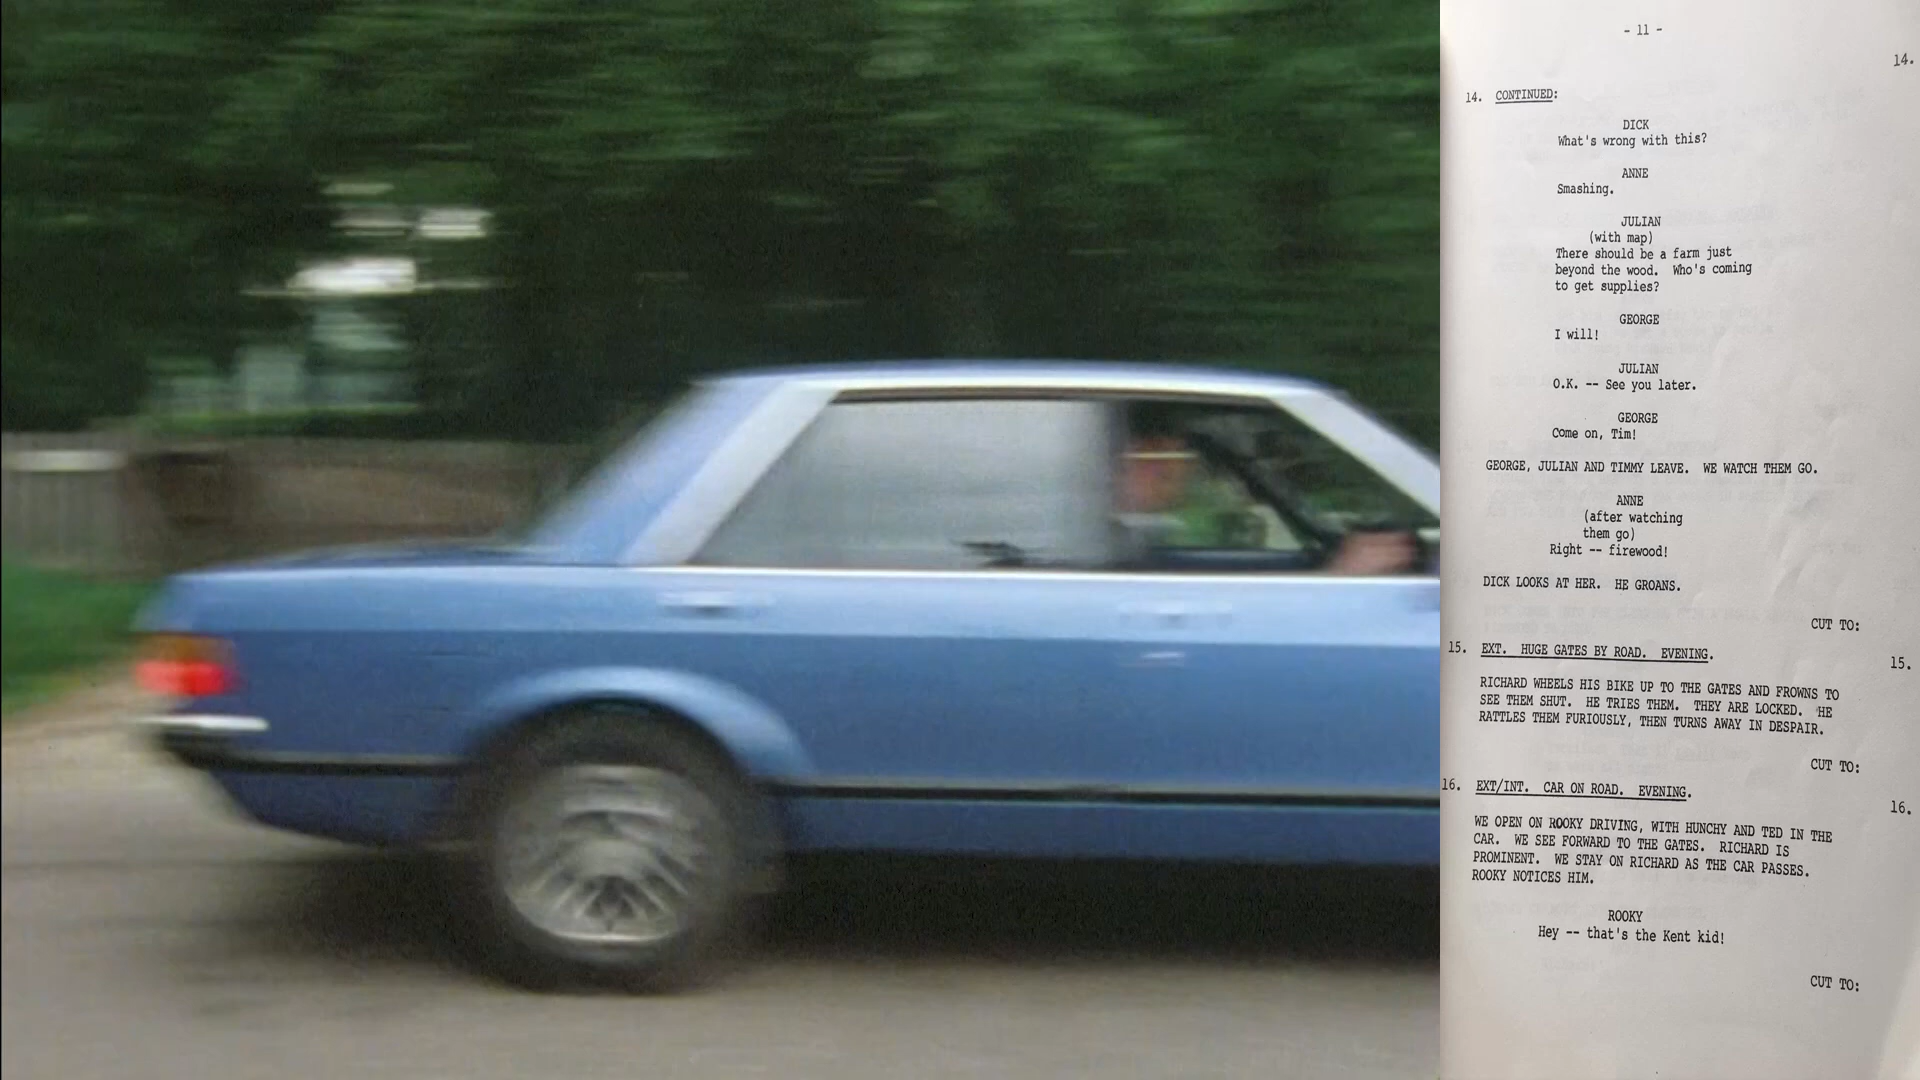 - 11 -
14.
14. CONTINUED:
DICK
What's wrong with this?
ANNE
Smashing.
JULIAN
(with map)
There should be a farm just
beyond the wood. Who's coming
to get supplies?
GEORGE
I will!
JULIAN
O.K. -- See you later.
GEORGE
Come on, Tim!
GEORGE, JULIAN AND TIMMY LEAVE. WE WATCH THEM GO.
ANNE
(after watching
them go)
Right -- firewood!
DICK LOOKS AT HER. HE GROANS.
CUT TO:
15. EXT. HUGE GATES BY ROAD. EVENING. 15.
RICHARD WHEELS HIS BIKE UP TO THE GATES AND FROWNS TO
SEE THEM SHUT. HE TRIES THEM. THEY ARE LOCKED. HE
RATTLES THEM FURIOUSLY, THEN TURNS AWAY IN DESPAIR.
CUT TO:
16. EXT/INT. CAR ON ROAD. EVENING. 16.
WE OPEN ON ROOKY DRIVING, WITH HUNCHY AND TED IN THE
CAR. WE SEE FORWARD TO THE GATES. RICHARD IS
PROMINENT. WE STAY ON RICHARD AS THE CAR PASSES.
ROOKY NOTICES HIM.
ROOKY
Hey -- that's the Kent kid!
CUT TO: